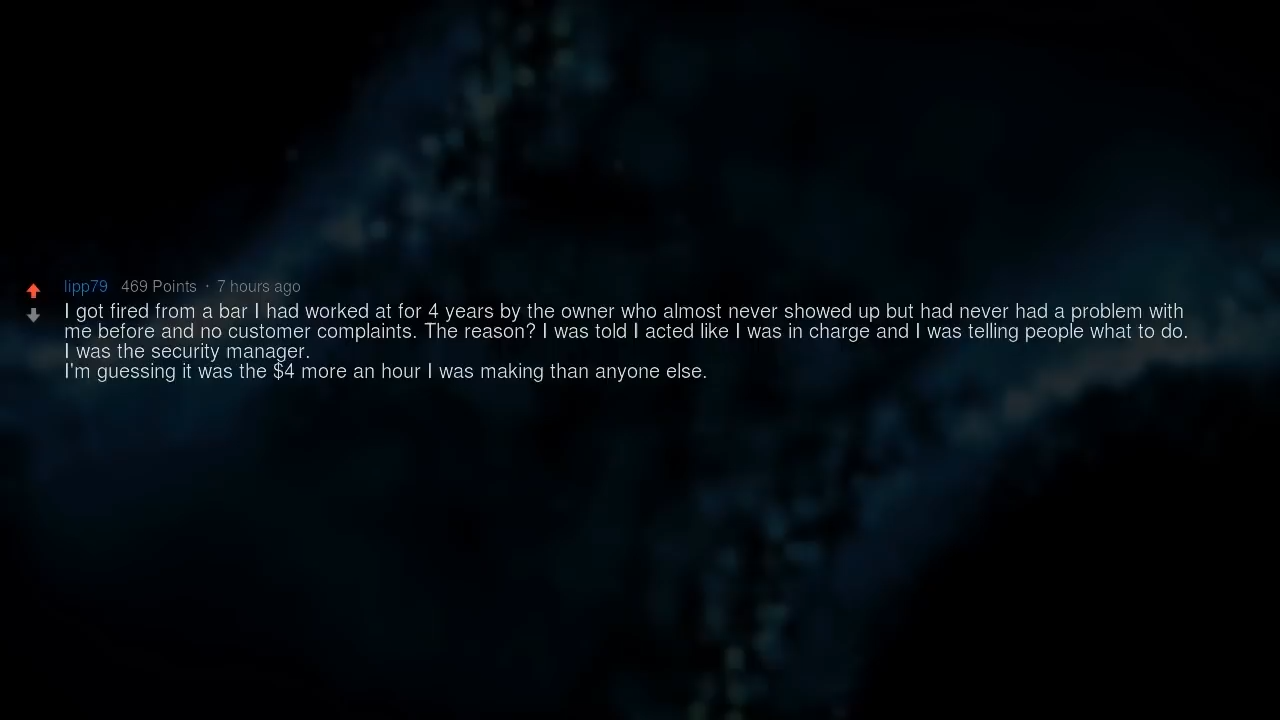 lipp79 469 Points · 7 hours ago
I got fired from a bar I had worked at for 4 years by the owner who almost never showed up but had never had a problem with
me before and no customer complaints. The reason? I was told I acted like I was in charge and I was telling people what to do.
I was the security manager.
I'm guessing it was the $4 more an hour I was making than anyone else.